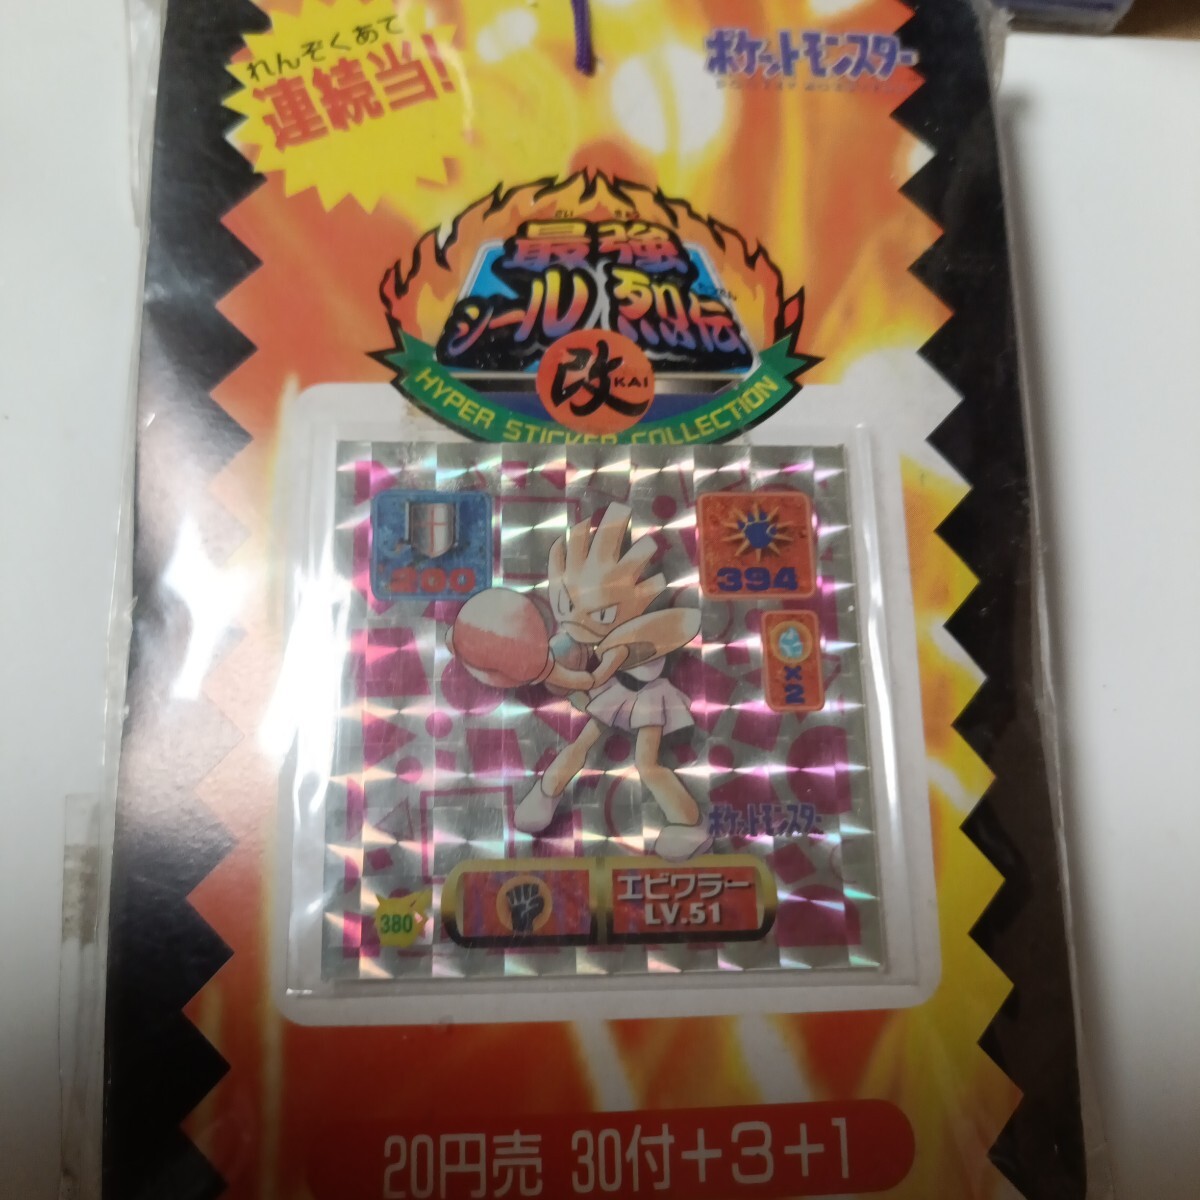 れんぞくあて
連続当!
ポケットモンスター
さい
最強
シール烈伝
改
KAI
HYPER STICKER COLLECTION
394
×2
ポケットモンスター
380
エビワラー
LV.51
20円売 30付+3+1